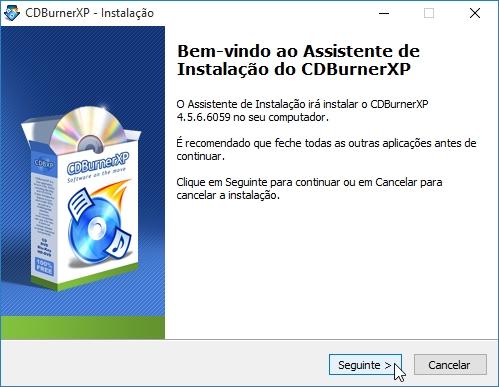 CDBurnerXP - Instalação
Bem-vindo ao Assistente de
Instalação do CDBurnerXP
O Assistente de Instalação irá instalar o CDBurnerXP
4.5.6.6059 no seu computador.
É recomendado que feche todas as outras aplicações antes de
continuar.
Clique em Seguinte para continuar ou em Cancelar para
cancelar a instalação.
CDBXP
CDBurnerXP
Software on the move
100%
FREE
Seguinte >
Cancelar